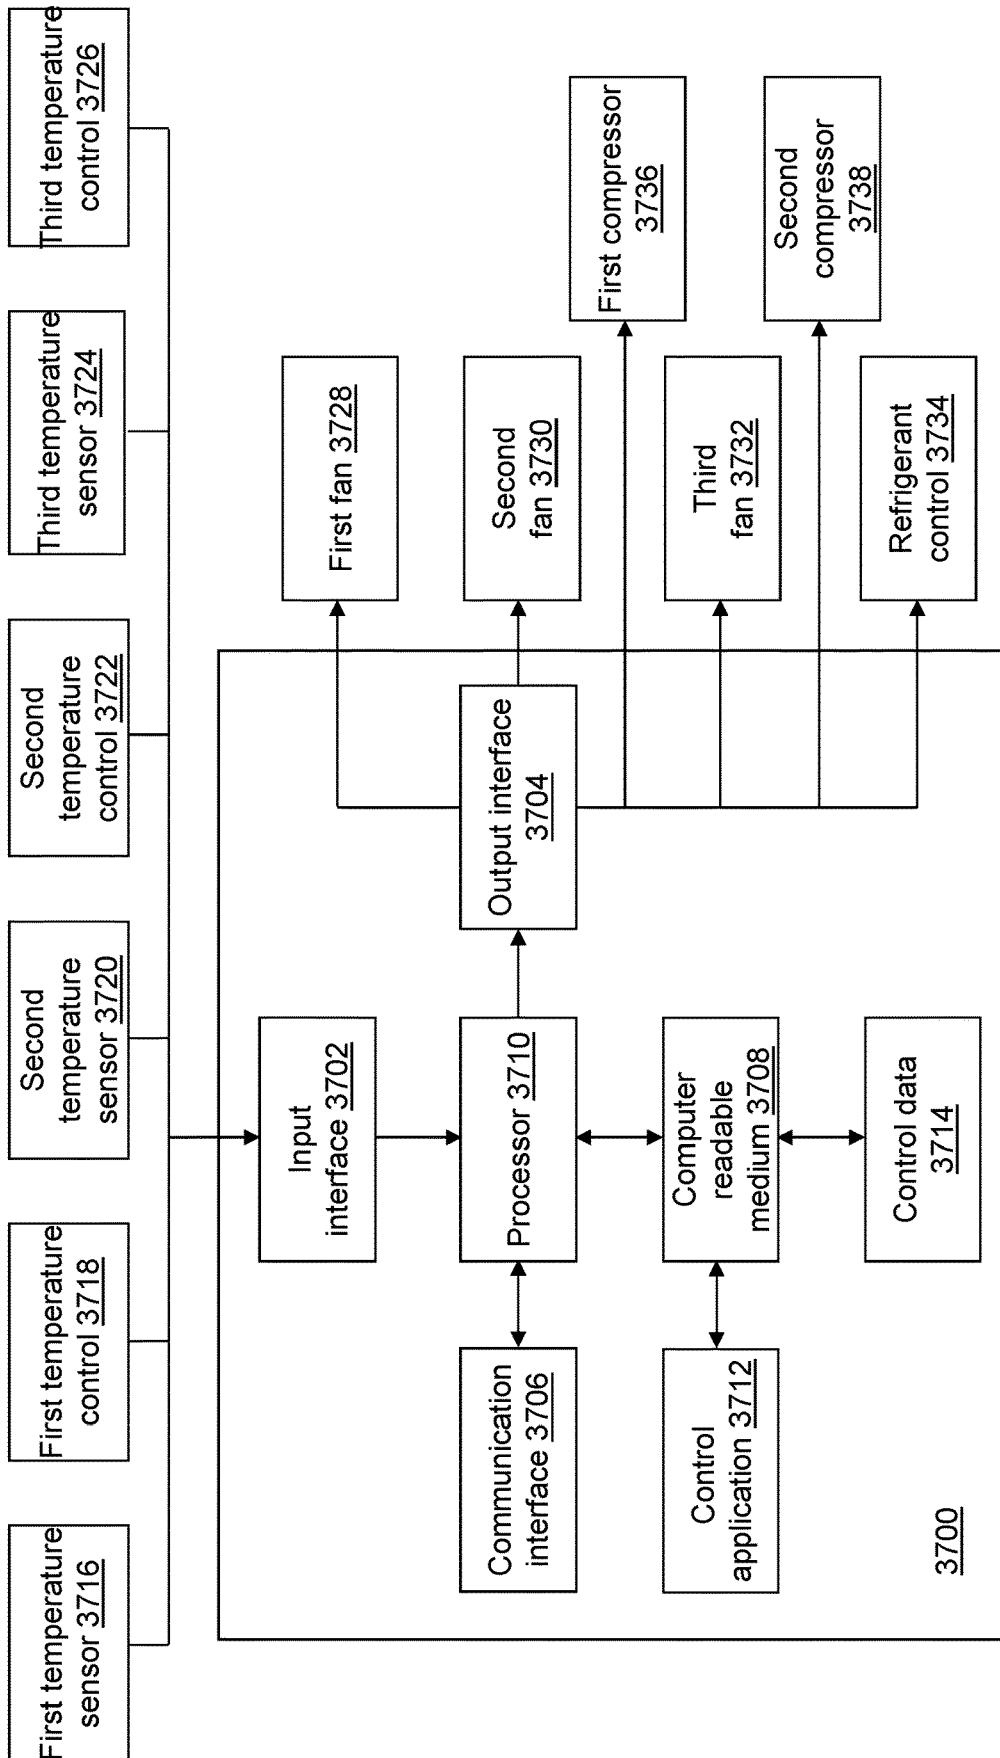 First temperature
sensor 3716
First temperature
control 3718
Second
temperature
sensor 3720
Second
temperature
control 3722
Third temperature
sensor 3724
Third temperature
control 3726
Input
interface 3702
First fan 3728
Communication
interface 3706
Processor 3710
Output interface
3704
Second
fan 3730
First compressor
3736
Control
application 3712
Computer
readable
medium 3708
Third
fan 3732
Second
compressor
3738
Control data
3714
Refrigerant
control 3734
3700